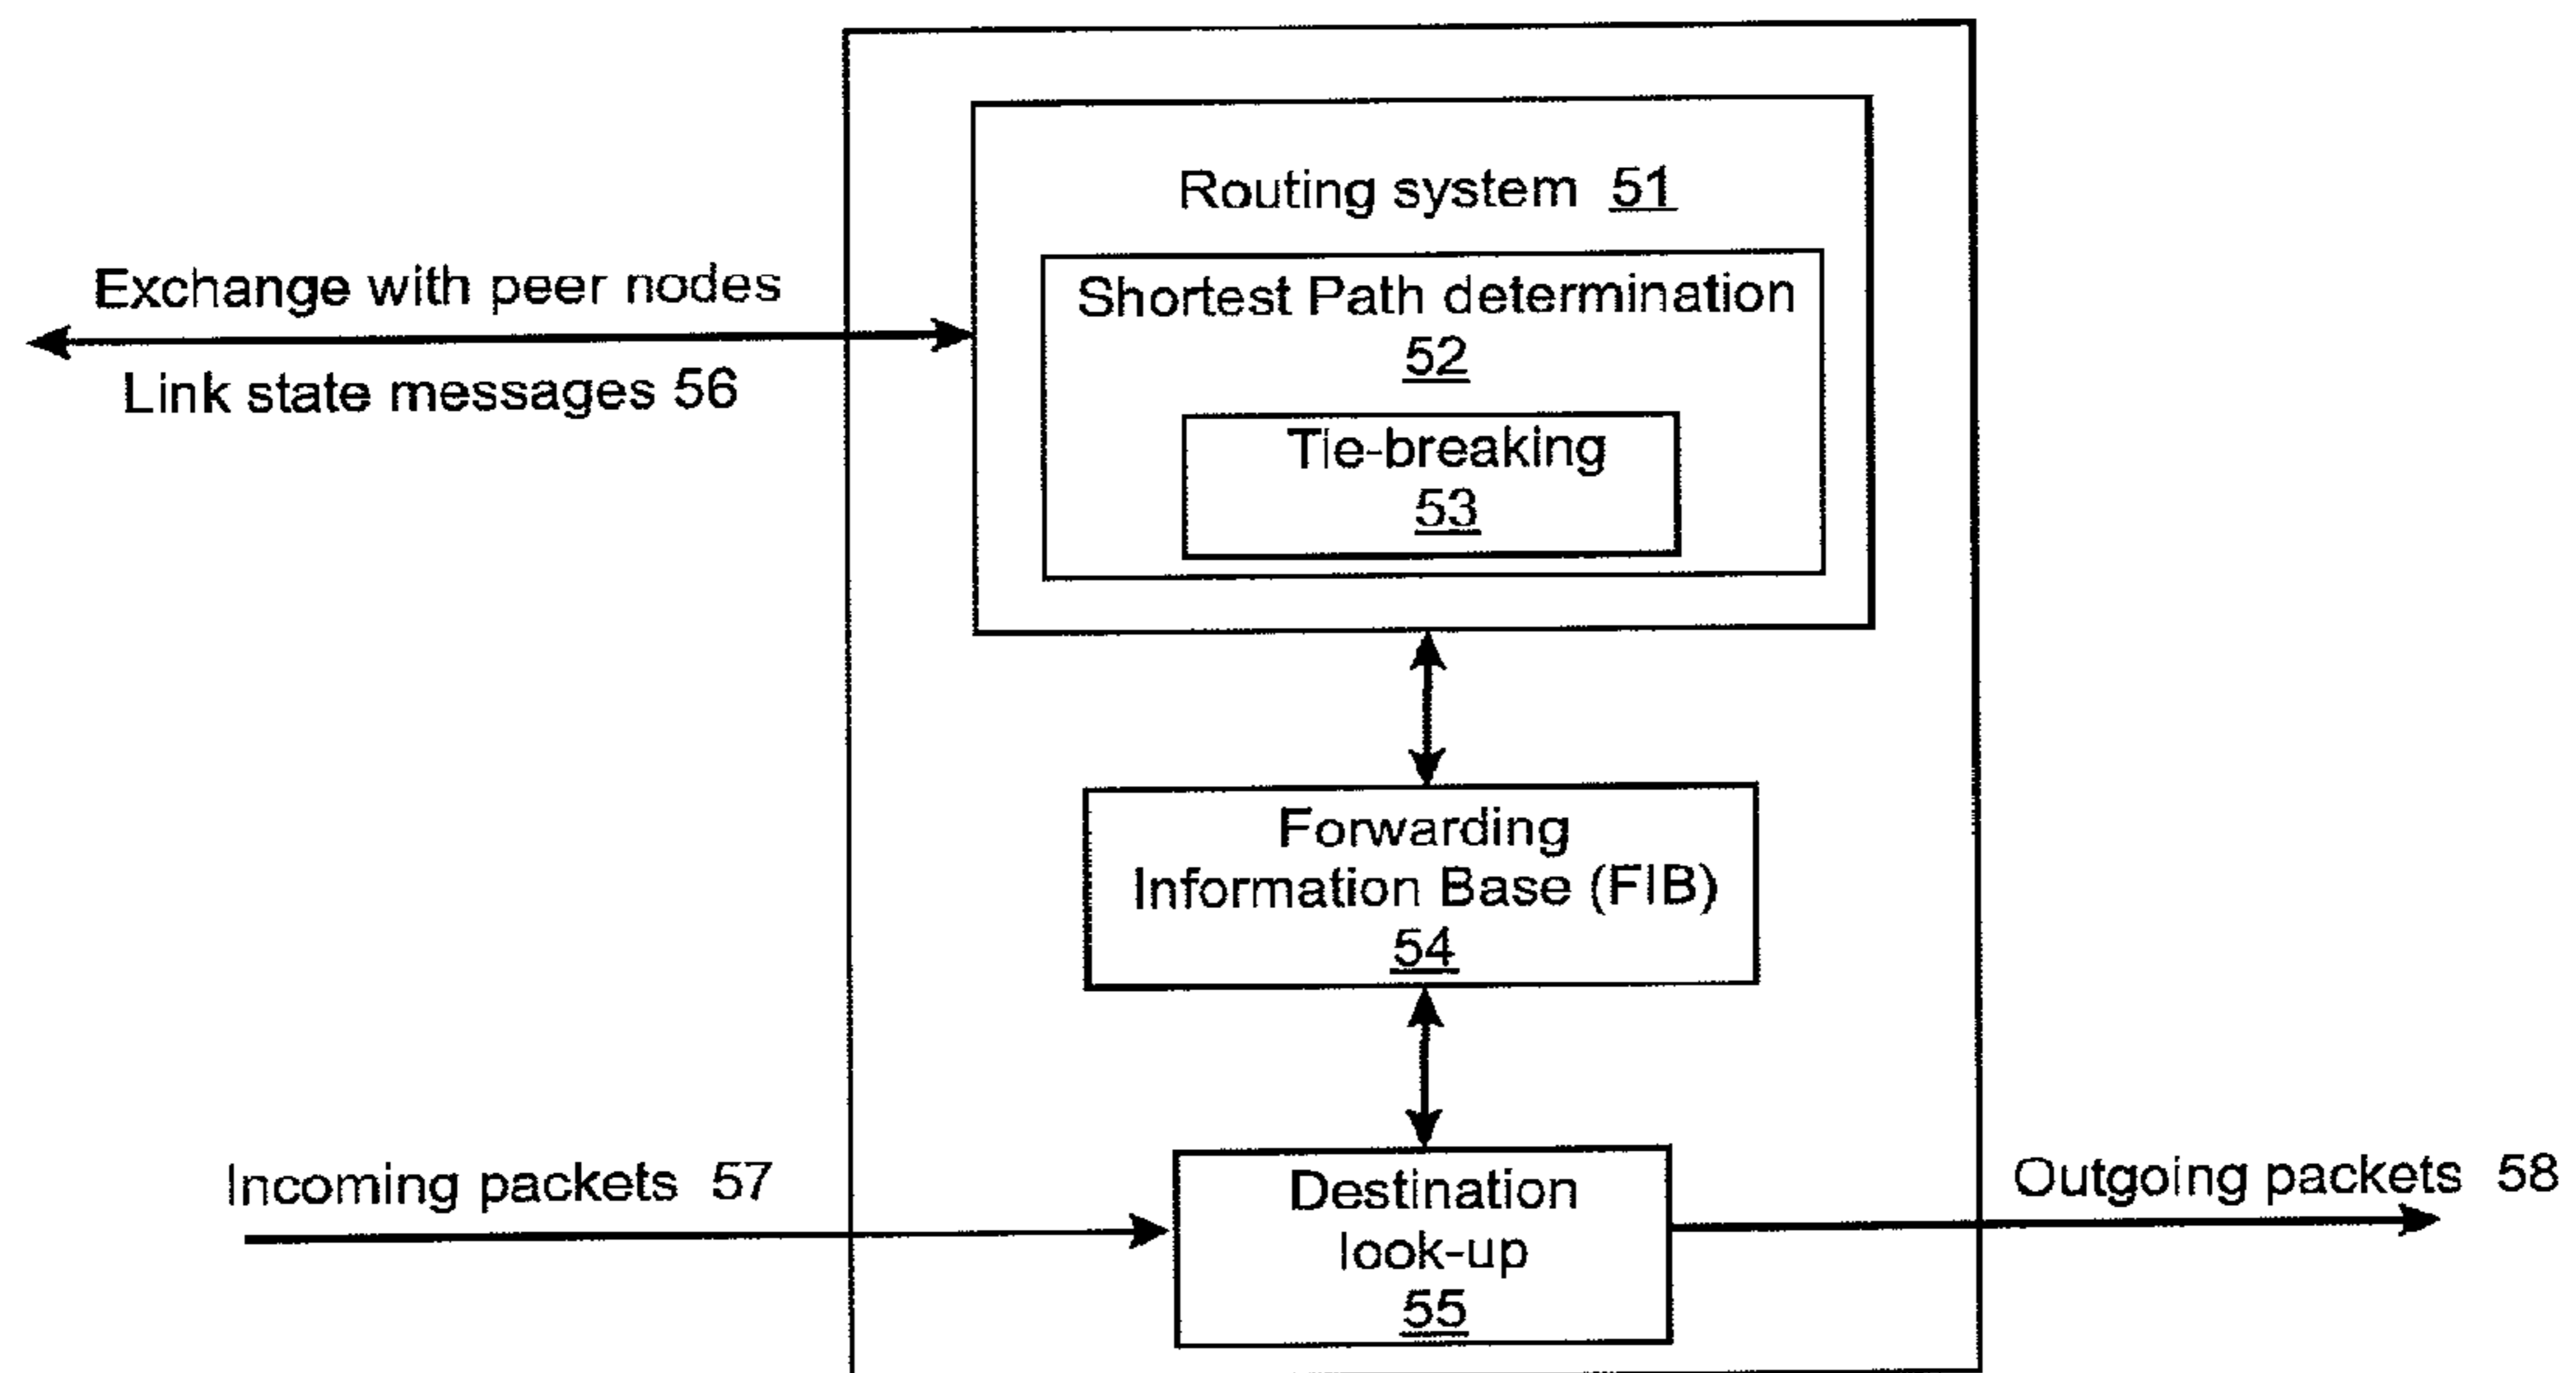 Routing system 51
Exchange with peer nodes
Link state messages 56
Shortest Path determination
52
Tie-breaking
53
Forwarding
Information Base (FIB)
54
Incoming packets 57
Destination
look-up
55
Outgoing packets 58